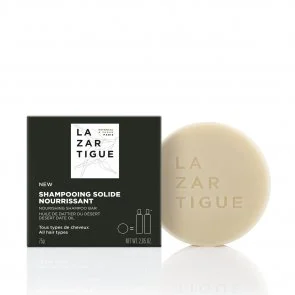 LA
ZAR
TIGUE
NEW
SHAMPOOING SOLIDE
NOURRISSANT
NOURISHING SHAMPOO BAR
HUILE DE DATTIER DU DÉSERT
DESERT DATE OIL
Tous types de cheveux
All hair types
75g
NET WT. 2,65 OZ.
LA
ZAR
TIGUE